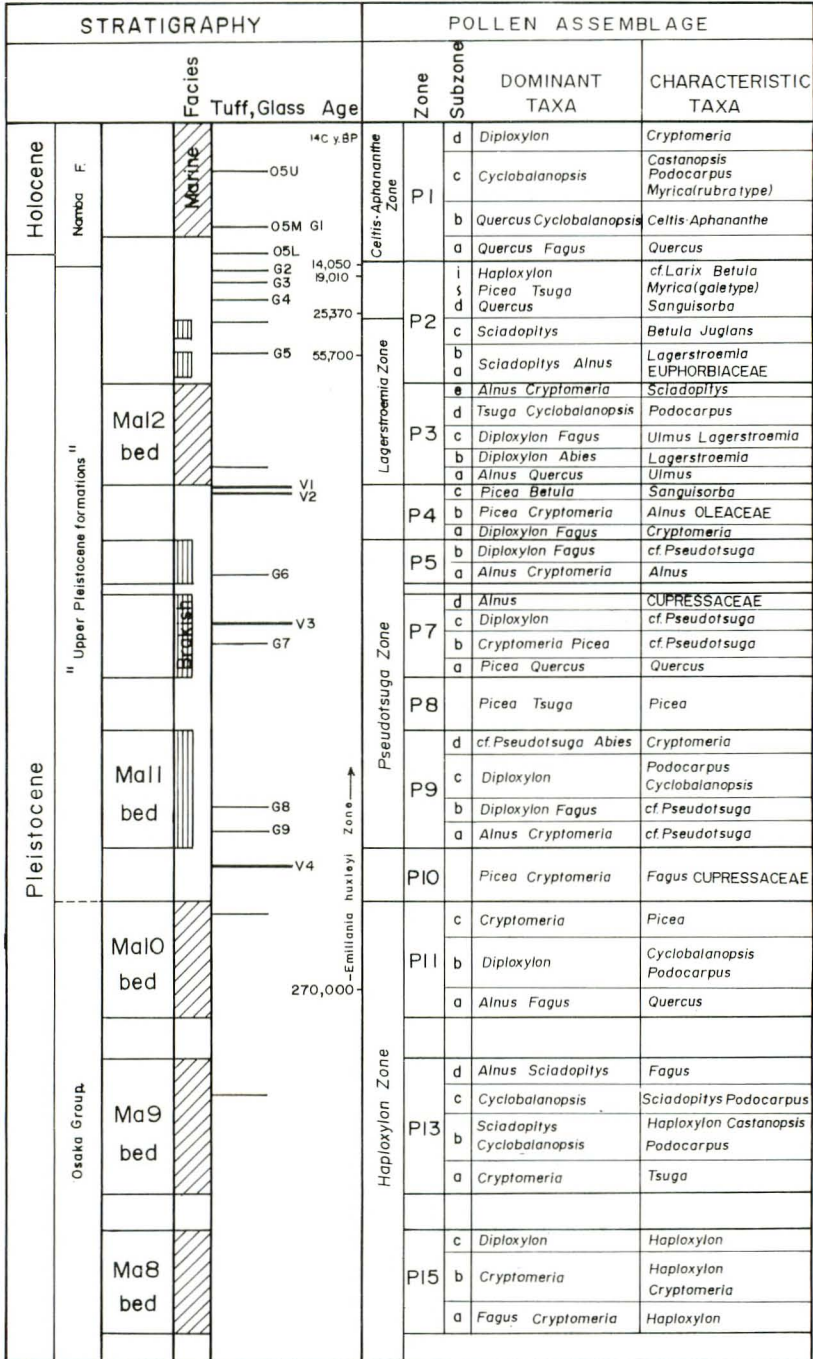 STRATIGRAPHY
POLLEN ASSEMBLAGE
Facies
Tuff, Glass Age
Zone
Subzone
DOMINANT TAXA
CHARACTERISTIC TAXA
Holocene
Pleistocene
Namba F.
" Upper Pleistocene formations "
Osaka Group
Ma12 bed
Ma11 bed
Ma10 bed
Ma9 bed
Ma8 bed
Marine
Brakish
14C y.BP
O5U
O5M G1
O5L
G2 14,050
G3 19,010
G4
25,370
G5 55,700
V1
V2
G6
V3
G7
G8
G9
V4
270,000
Emiliania huxleyi Zone
Celtis-Aphananthe Zone
Lagerstroemia Zone
Pseudotsuga Zone
Haploxylon Zone
P1
d Diploxylon Cryptomeria
c Cyclobalanopsis Castanopsis
Podocarpus
Myrica(rubra type)
b Quercus Cyclobalanopsis Celtis-Aphananthe
a Quercus Fagus Quercus
P2
i Haploxylon cf. Larix Betula
s Picea Tsuga Myrica(gale type)
d Quercus Sanguisorba
c Sciadopitys Betula Juglans
b Lagerstroemia
a Sciadopitys Alnus EUPHORBIACEAE
P3
e Alnus Cryptomeria Sciadopitys
d Tsuga Cyclobalanopsis Podocarpus
c Diploxylon Fagus Ulmus Lagerstroemia
b Diploxylon Abies Lagerstroemia
a Alnus Quercus Ulmus
P4
c Picea Betula Sanguisorba
b Picea Cryptomeria Alnus OLEACEAE
a Diploxylon Fagus Cryptomeria
P5
b Diploxylon Fagus cf. Pseudotsuga
a Alnus Cryptomeria Alnus
P7
d Alnus CUPRESSACEAE
c Diploxylon cf. Pseudotsuga
b Cryptomeria Picea cf. Pseudotsuga
a Picea Quercus Quercus
P8
Picea Tsuga Picea
P9
d cf. Pseudotsuga Abies Cryptomeria
c Diploxylon Podocarpus
Cyclobalanopsis
b Diploxylon Fagus cf. Pseudotsuga
a Alnus Cryptomeria cf. Pseudotsuga
P10
Picea Cryptomeria Fagus CUPRESSACEAE
P11
c Cryptomeria Picea
b Diploxylon Cyclobalanopsis
Podocarpus
a Alnus Fagus Quercus
P13
d Alnus Sciadopitys Fagus
c Cyclobalanopsis Sciadopitys Podocarpus
b Sciadopitys Haploxylon Castanopsis
Cyclobalanopsis Podocarpus
a Cryptomeria Tsuga
P15
c Diploxylon Haploxylon
b Cryptomeria Haploxylon
Cryptomeria
a Fagus Cryptomeria Haploxylon